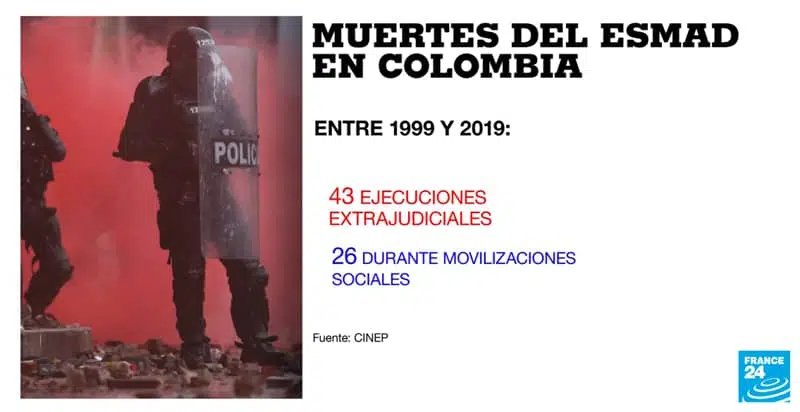 MUERTES DEL ESMAD
EN COLOMBIA
ENTRE 1999 Y 2019:
1253
POLIC
43 EJECUCIONES
EXTRAJUDICIALES
26 DURANTE MOVILIZACIONES
SOCIALES
Fuente: CINEP
FRANCE
24